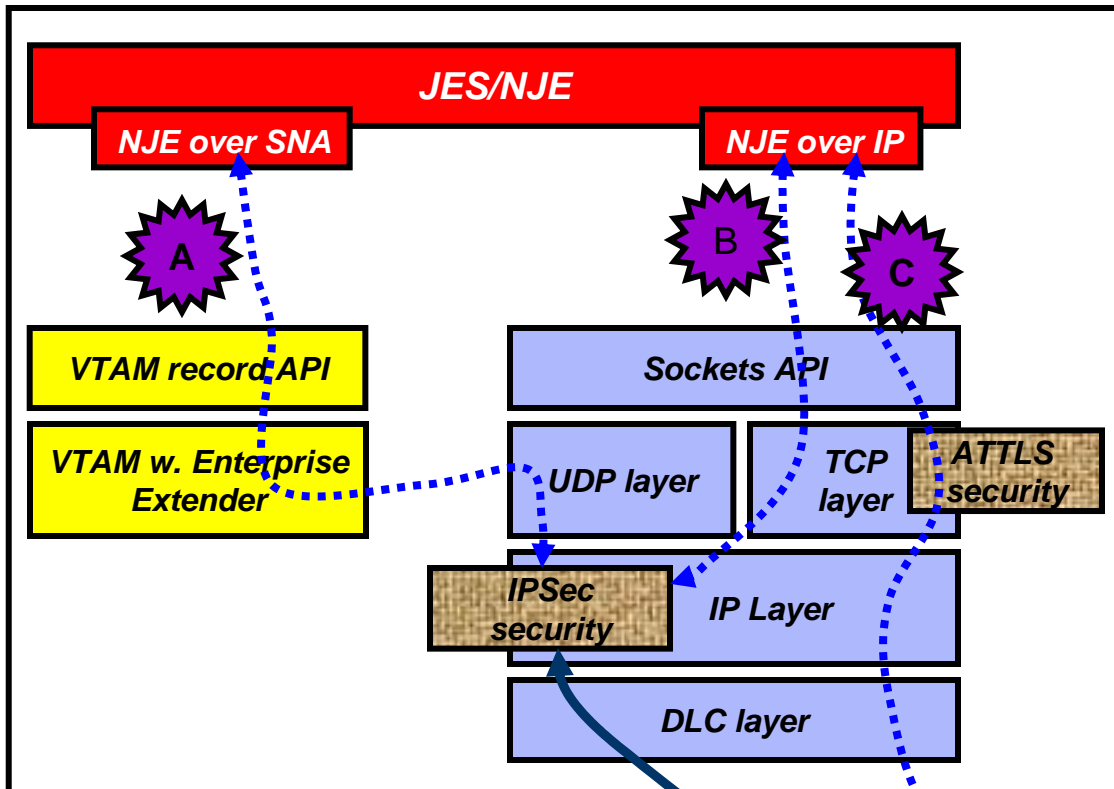 JES/NJE
NJE over SNA
NJE over IP
A
B
C
VTAM record API
Sockets API
VTAM w. Enterprise
Extender
UDP layer
TCP
layer
ATTLS
security
IPSec
security
IP Layer
DLC layer